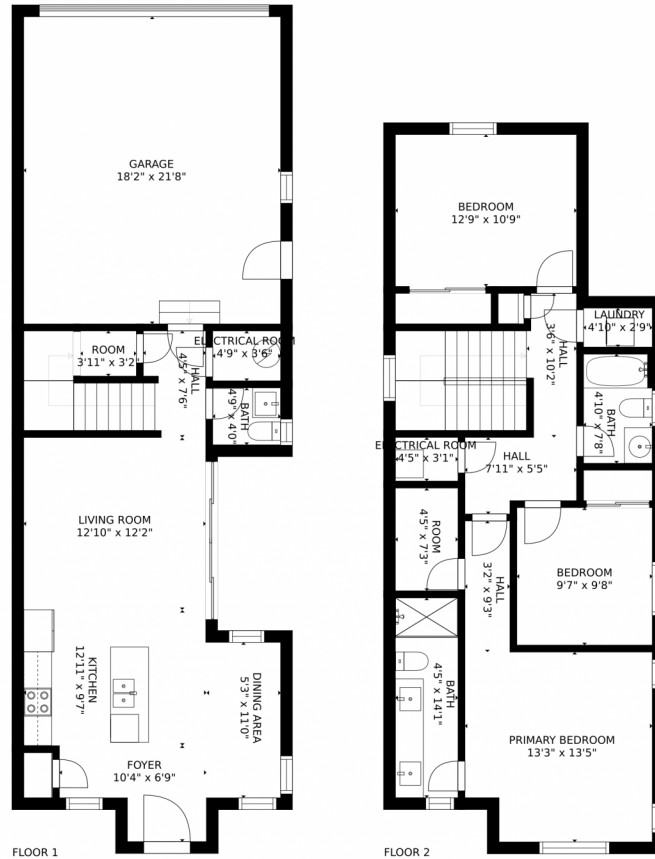 GARAGE
18'2" x 21'8"
ROOM
3'11" x 3'2"
ELECTRICAL ROOM
4'9" x 3'6"
HALL
4'5" x 7'6"
BATH
4'9" x 4'0"
LIVING ROOM
12'10" x 12'2"
KITCHEN
12'11" x 9'7"
DINING AREA
5'3" x 11'0"
FOYER
10'4" x 6'9"
FLOOR 1
BEDROOM
12'9" x 10'9"
LAUNDRY
4'10" x 2'9"
HALL
3'6" x 10'2"
BATH
4'10" x 7'8"
ELECTRICAL ROOM
4'5" x 3'1"
HALL
7'11" x 5'5"
ROOM
4'5" x 7'3"
HALL
3'2" x 9'3"
BEDROOM
9'7" x 9'8"
BATH
4'5" x 14'1"
PRIMARY BEDROOM
13'3" x 13'5"
FLOOR 2